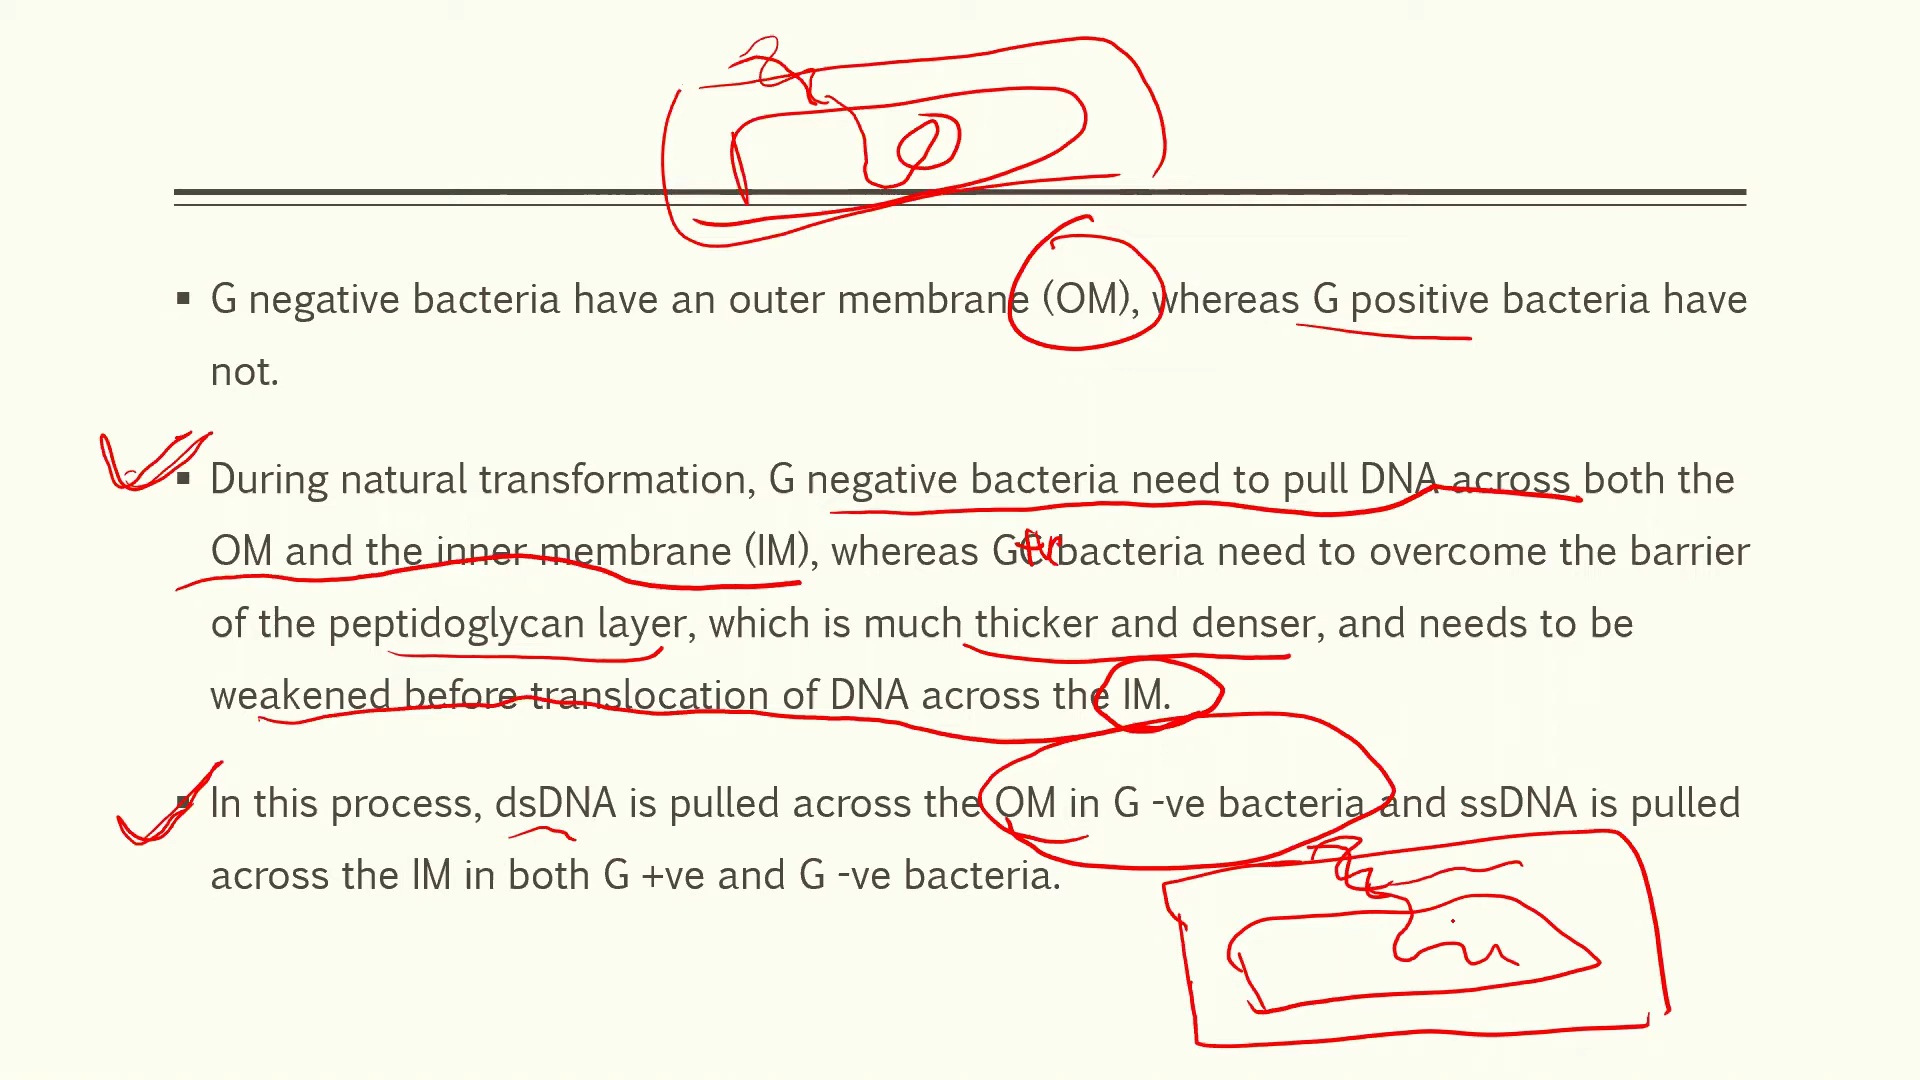 G negative bacteria have an outer membrane (OM), whereas G positive bacteria have
not.
During natural transformation, G negative bacteria need to pull DNA across both the
OM and the inner membrane (IM), whereas G bacteria need to overcome the barrier
of the peptidoglycan layer, which is much thicker and denser, and needs to be
weakened before translocation of DNA across the IM.
In this process, dsDNA is pulled across the OM in G -ve bacteria and ssDNA is pulled
across the IM in both G +ve and G -ve bacteria.